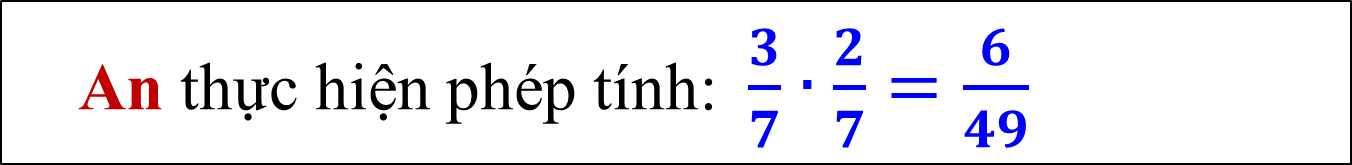 An thực hiện phép tính: 3/7 · 2/7 = 6/49